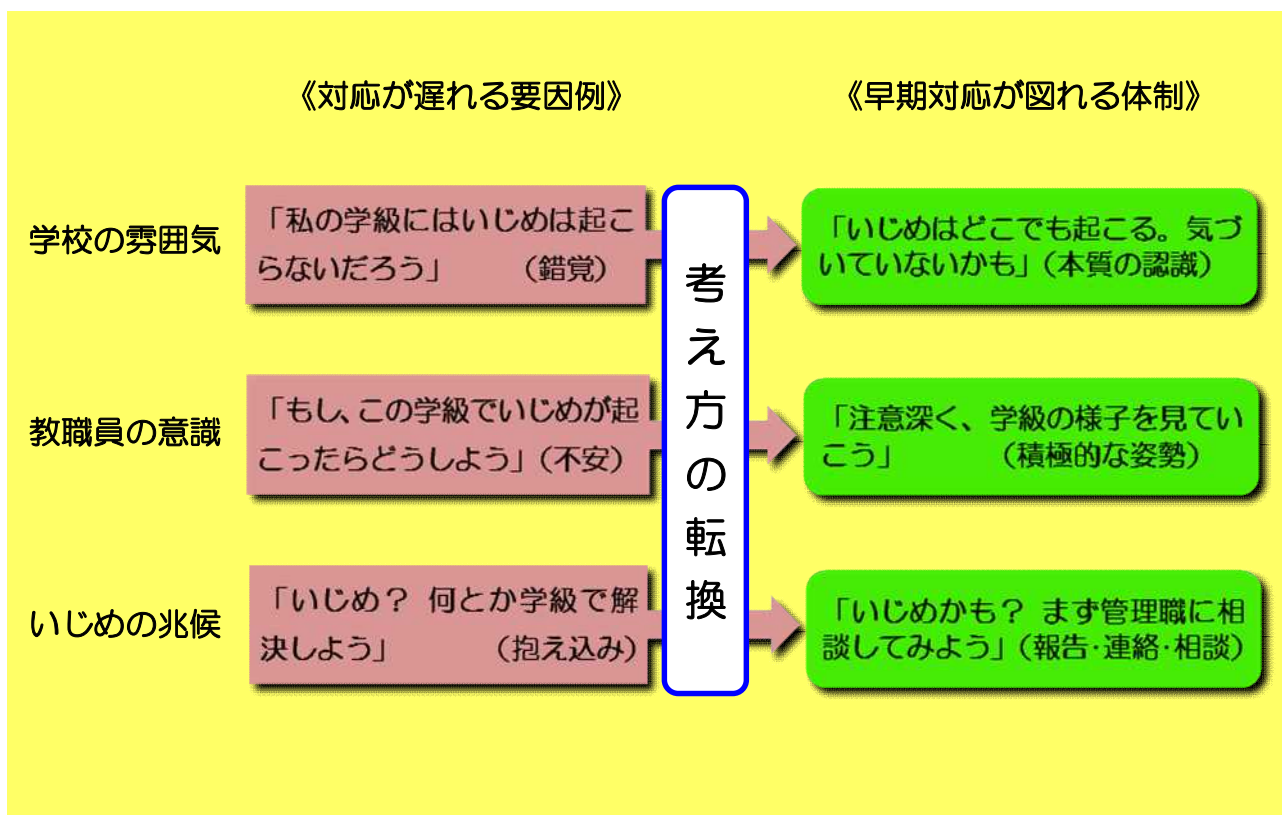 《対応が遅れる要因例》
《早期対応が図れる体制》
学校の雰囲気
「私の学級にはいじめは起こ
らないだろう」 (錯覚)
「いじめはどこでも起こる。気づ
いていないかも」(本質の認識)
教職員の意識
「もし、この学級でいじめが起
こったらどうしよう」(不安)
「注意深く、学級の様子を見てい
こう」 (積極的な姿勢)
いじめの兆候
「いじめ? 何とか学級で解
決しよう」 (抱え込み)
「いじめかも? まず管理職に相
談してみよう」(報告・連絡・相談)
考え方の転換